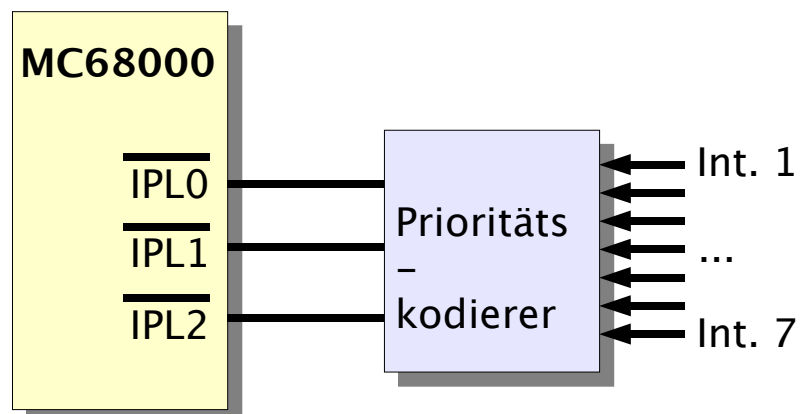 MC68000
IPL0
IPL1
IPL2
Prioritäts
–
kodierer
Int. 1
...
Int. 7